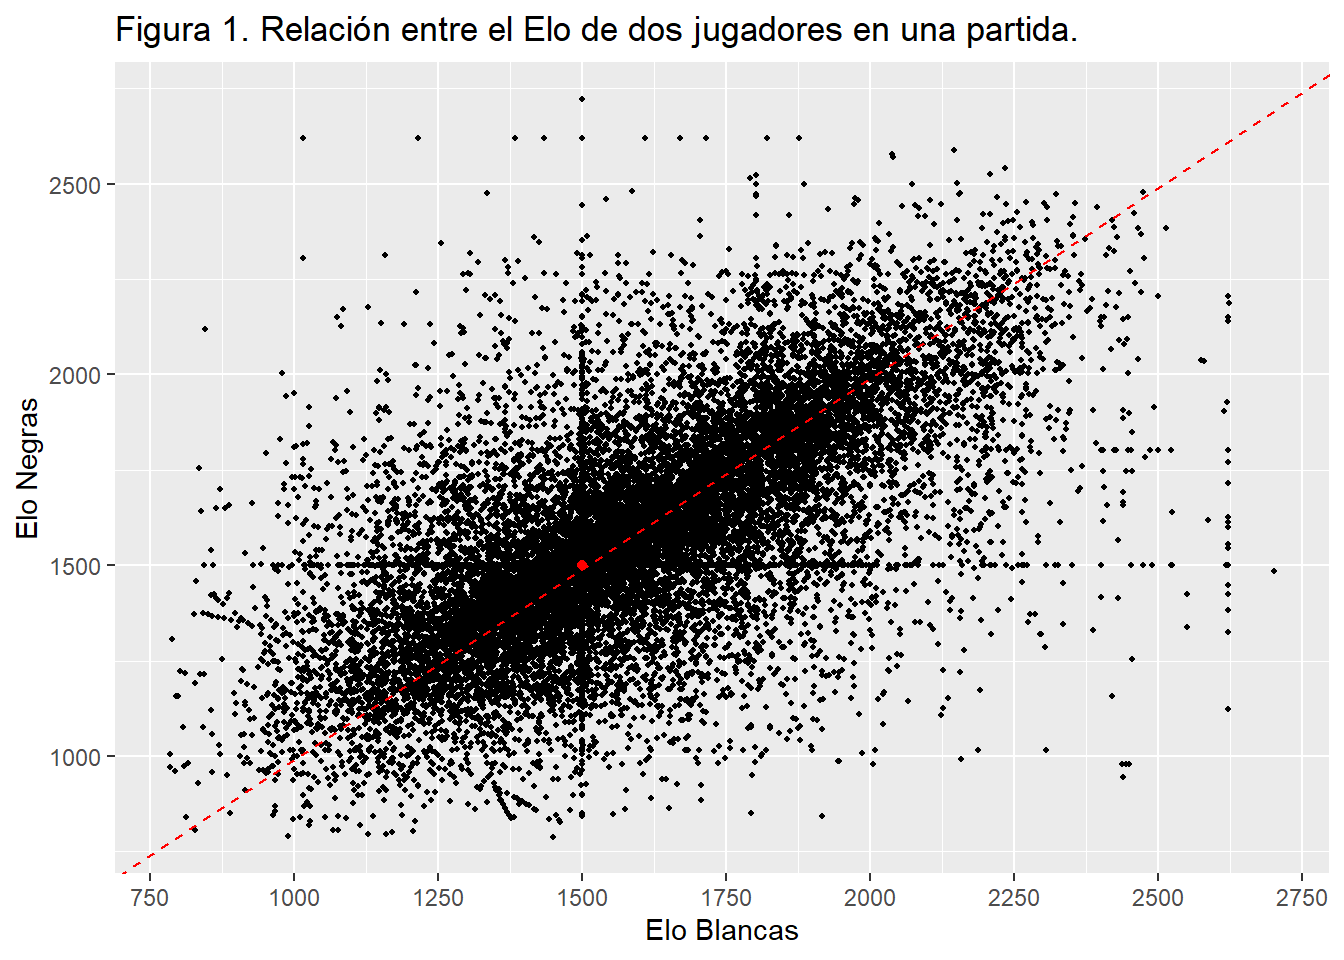 Figura 1. Relación entre el Elo de dos jugadores en una partida.
Elo Negras
2500
2000
1500
1000
750 1000 1250 1500 1750 2000 2250 2500 2750
Elo Blancas